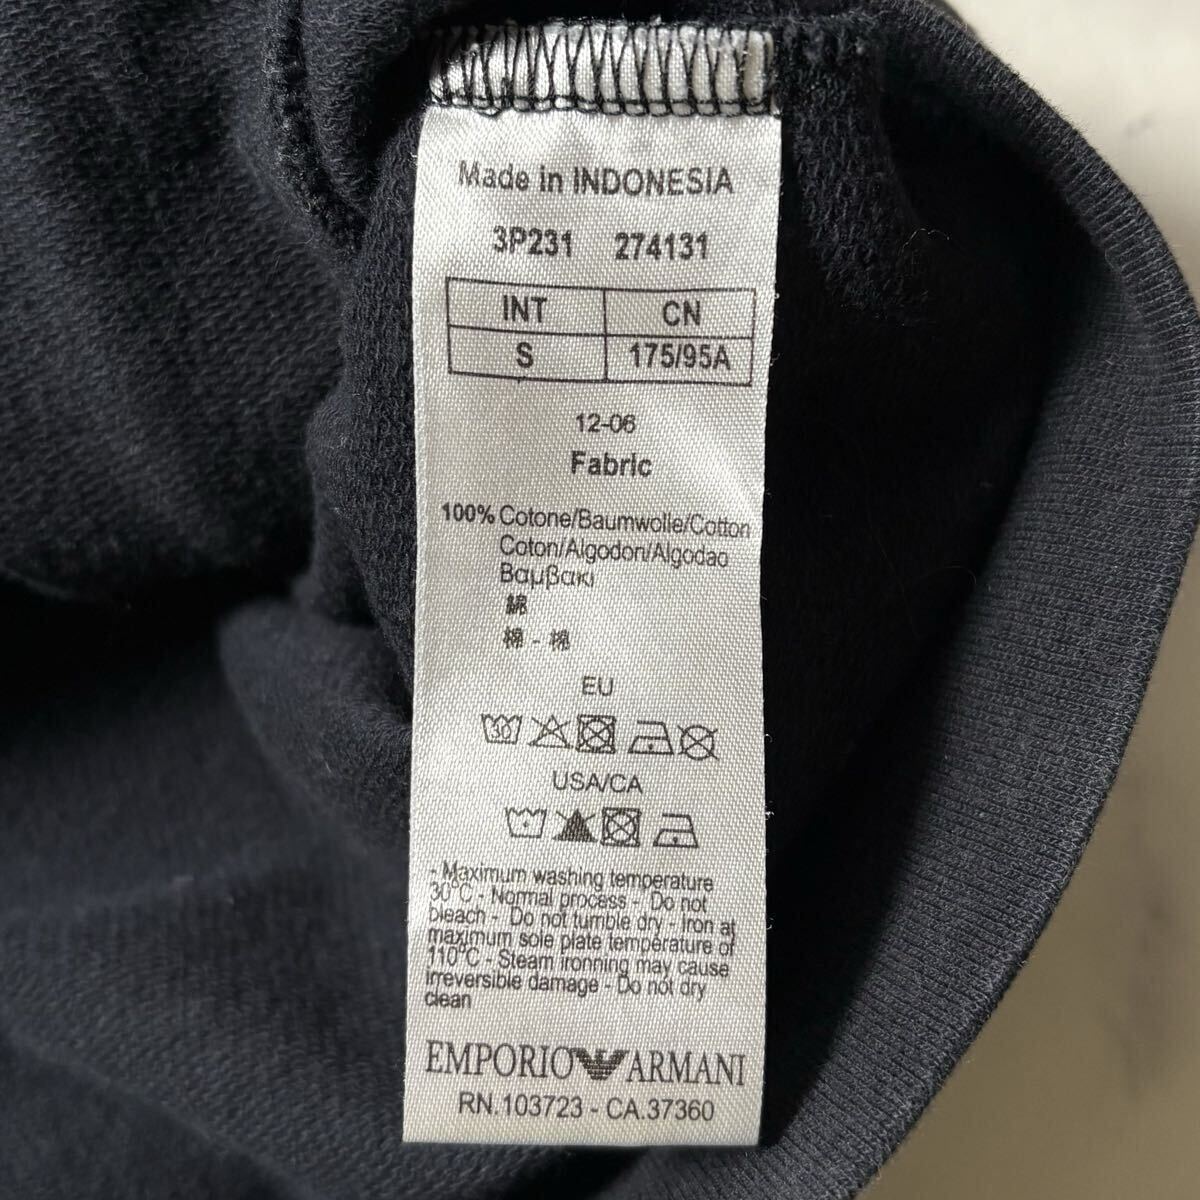 Made in INDONESIA
3P231 274131
INT CN
S 175/95A
12-06
Fabric
100% Cotone/Baumwolle/Cotton
Coton/Algodon/Algodao
Βαμβακι
綿
棉 - 棉
EU
30
USA/CA
- Maximum washing temperature
30°C - Normal process - Do not
bleach - Do not tumble dry - Iron at
maximum sole plate temperature of
110°C - Steam ironning may cause
irreversible damage - Do not dry
clean
EMPORIO ARMANI
RN.103723 - CA.37360